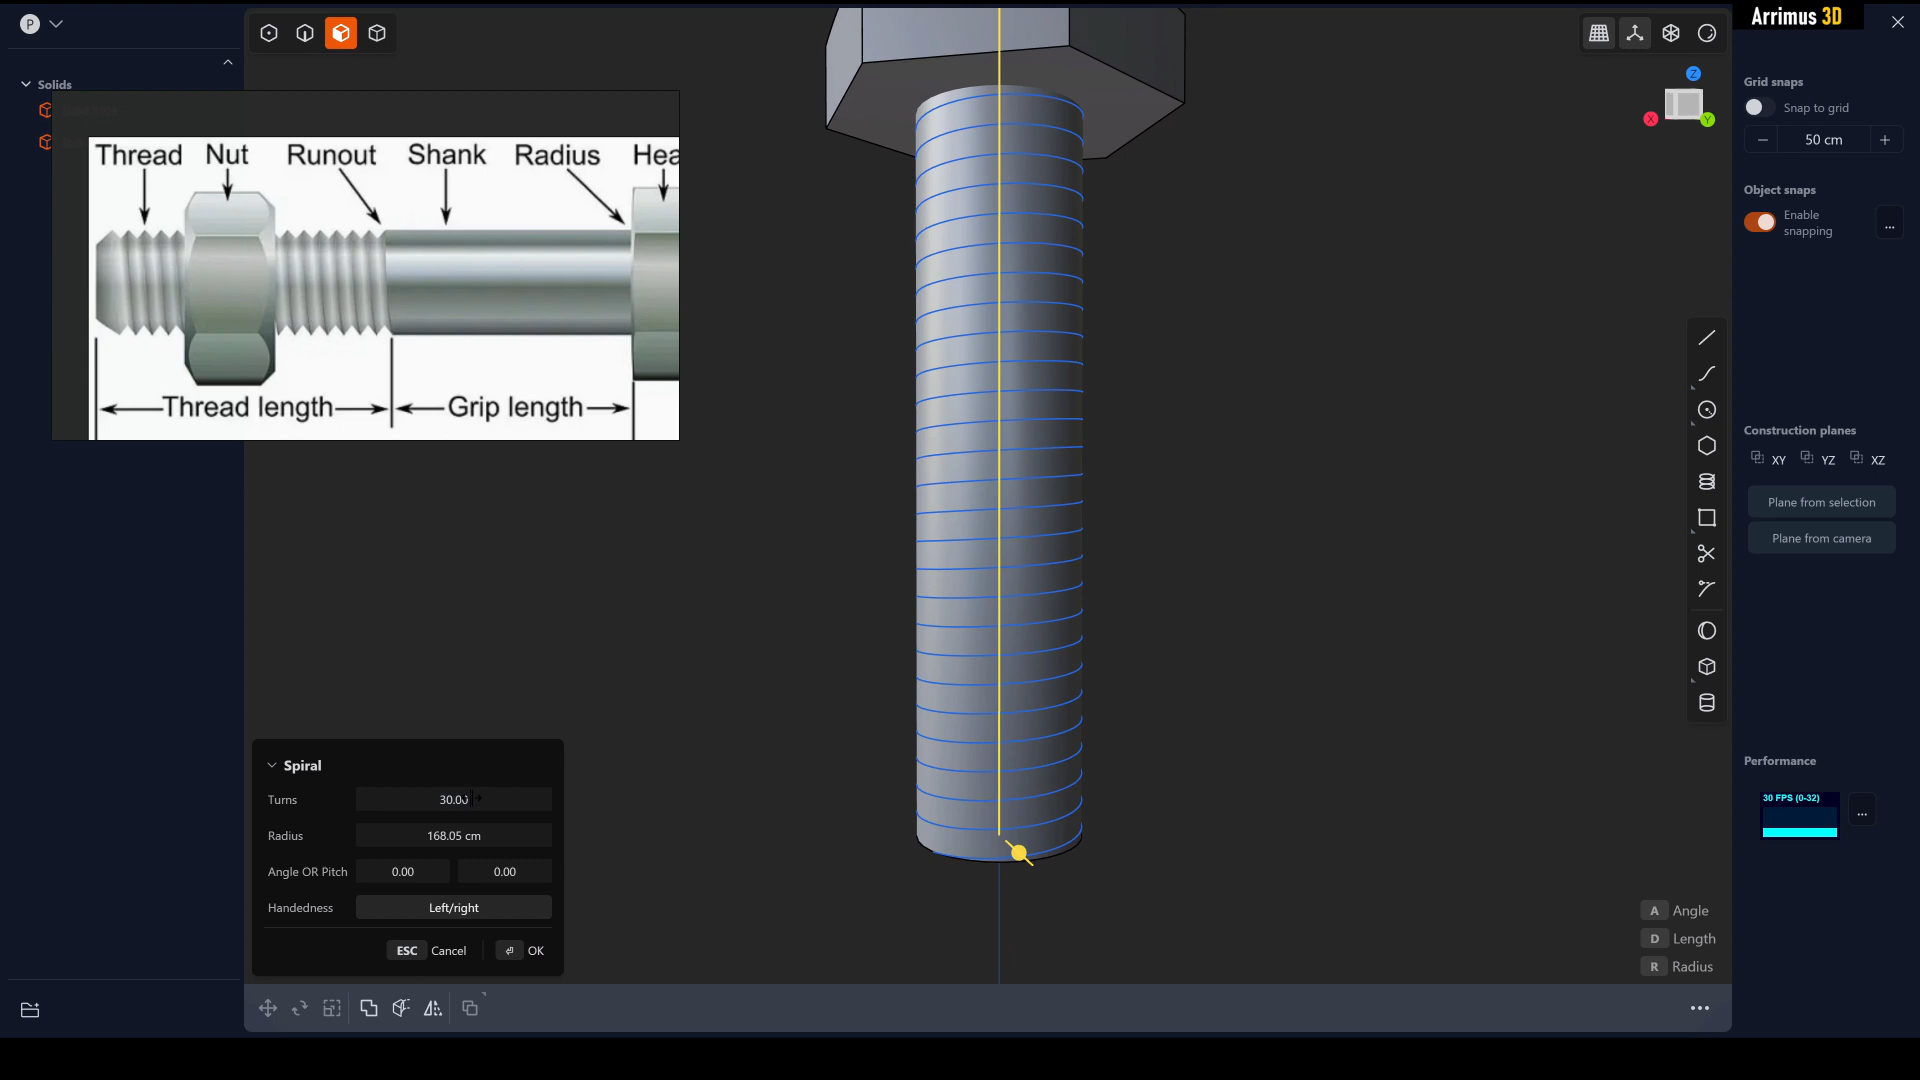 P
Arrimus 3D
Solids
Thread Nut Runout Shank Radius Hea
Thread length
Grip length
Z
X
Y
Grid snaps
Snap to grid
50 cm
Object snaps
Enable
snapping
...
Construction planes
XY YZ XZ
Plane from selection
Plane from camera
Performance
30 FPS (0-32)
...
Spiral
Turns 30.00
Radius 168.05 cm
Angle OR Pitch 0.00 0.00
Handedness Left/right
ESC Cancel OK
A Angle
D Length
R Radius